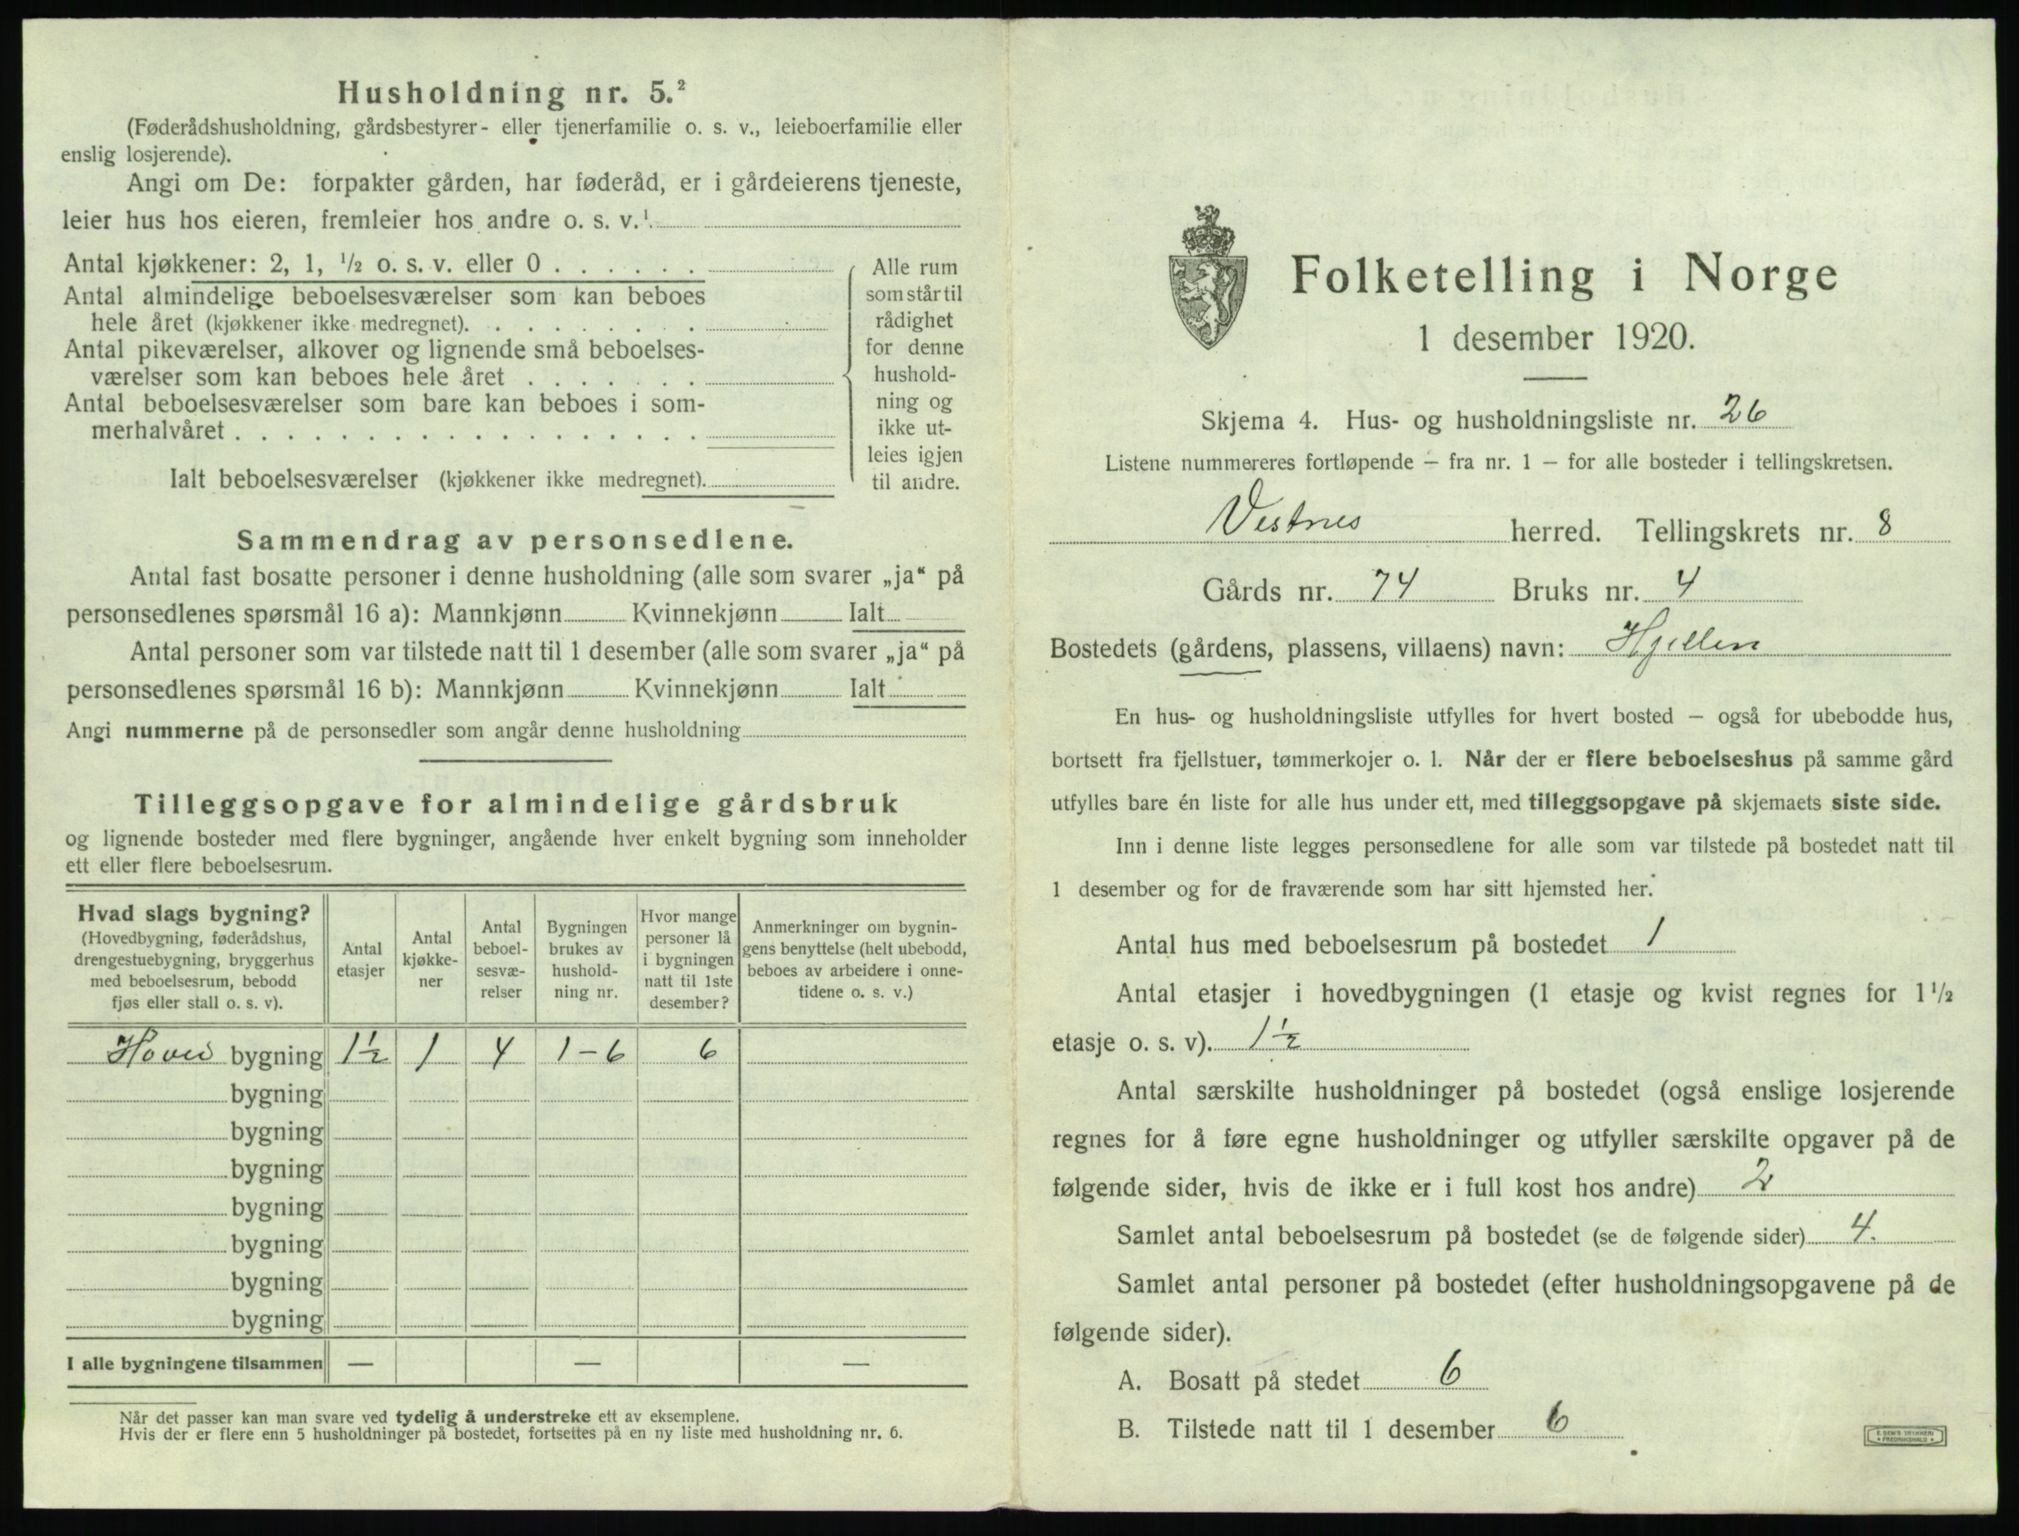 Husholdning nr. 5.²
(Føderådshusholdning, gårdsbestyrer- eller tjenerfamilie o. s. v., leieboerfamilie eller
enslig losjerende).
Angi om De: forpakter gården, har føderåd, er i gårdeierens tjeneste,
leier hus hos eieren, fremleier hos andre o. s. v.¹
Antal kjøkkener: 2, 1, ½ o. s. v. eller 0 . . . . . .
Antal almindelige beboelsesværelser som kan beboes
hele året (kjøkkener ikke medregnet). . . . . . . . .
Antal pikeværelser, alkover og lignende små beboelses-
værelser som kan beboes hele året . . . . . . .
Antal beboelsesværelser som bare kan beboes i som-
merhalvåret . . . . . . . . . . . . . . . . . .
Ialt beboelsesværelser (kjøkkener ikke medregnet).
Alle rum
som står til
rådighet
for denne
hushold-
ning og
ikke ut-
leies igjen
til andre.
Sammendrag av personsedlene.
Antal fast bosatte personer i denne husholdning (alle som svarer „ja“ på
personsedlenes spørsmål 16 a): Mannkjønn Kvinnekjønn Ialt
Antal personer som var tilstede natt til 1 desember (alle som svarer „ja“ på
personsedlenes spørsmål 16 b): Mannkjønn Kvinnekjønn Ialt
Angi nummerne på de personsedler som angår denne husholdning
Tilleggsopgave for almindelige gårdsbruk
og lignende bosteder med flere bygninger, angående hver enkelt bygning som inneholder
ett eller flere beboelsesrum.
Hvad slags bygning?
(Hovedbygning, føderådshus,
drengestuebygning, bryggerhus
med beboelsesrum, bebodd
fjøs eller stall o. s. v).
Antal
etasjer
Antal
kjøkke-
ner
Antal
beboel-
sesvæ-
relser
Bygningen
brukes av
hushold-
ning nr.
Hvor mange
personer lå
i bygningen
natt til 1ste
desember?
Anmerkninger om bygnin-
gens benyttelse (helt ubebodd,
beboes av arbeidere i onne-
tidene o. s. v.)
Hoved bygning 1½ 1 4 1-6 6
bygning
bygning
bygning
bygning
bygning
bygning
bygning
I alle bygningene tilsammen — — —
Når det passer kan man svare ved tydelig å understreke ett av eksemplene.
Hvis der er flere enn 5 husholdninger på bostedet, fortsettes på en ny liste med husholdning nr. 6.
Folketelling i Norge
1 desember 1920.
Skjema 4. Hus- og husholdningsliste nr. 26
Listene nummereres fortløpende – fra nr. 1 – for alle bosteder i tellingskretsen.
Vestnes herred. Tellingskrets nr. 8
Gårds nr. 74 Bruks nr. 4
Bostedets (gårdens, plassens, villaens) navn: Hjellen
En hus- og husholdningsliste utfylles for hvert bosted – også for ubebodde hus,
bortsett fra fjellstuer, tømmerkojer o. l. Når der er flere beboelseshus på samme gård
utfylles bare én liste for alle hus under ett, med tilleggsopgave på skjemaets siste side.
Inn i denne liste legges personsedlene for alle som var tilstede på bostedet natt til
1 desember og for de fraværende som har sitt hjemsted her.
Antal hus med beboelsesrum på bostedet 1
Antal etasjer i hovedbygningen (1 etasje og kvist regnes for 1½
etasje o. s. v). 1½
Antal særskilte husholdninger på bostedet (også enslige losjerende
regnes for å føre egne husholdninger og utfyller særskilte opgaver på de
følgende sider, hvis de ikke er i full kost hos andre) 2
Samlet antal beboelsesrum på bostedet (se de følgende sider) 4.
Samlet antal personer på bostedet (efter husholdningsopgavene på de
følgende sider).
A. Bosatt på stedet 6
B. Tilstede natt til 1 desember 6
E. SEM'S TRYKKERI
FREDRIKSHALD